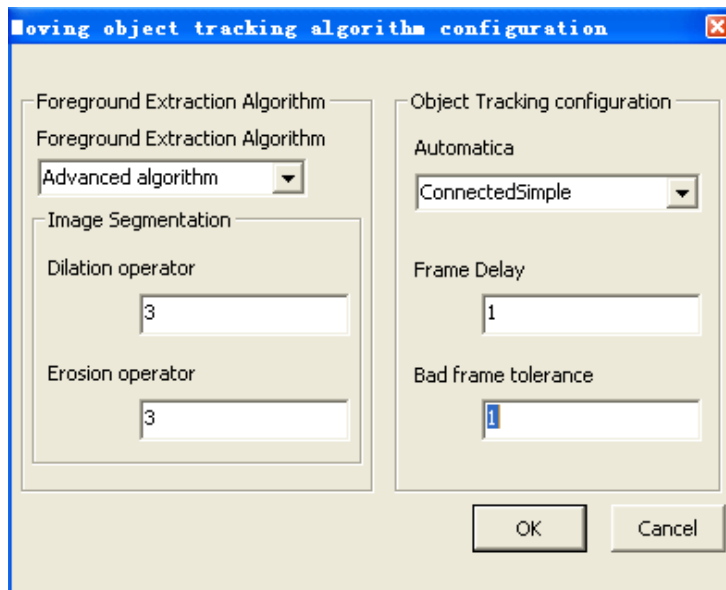 Moving object tracking algorithm configuration
Foreground Extraction Algorithm
Foreground Extraction Algorithm
Advanced algorithm
Image Segmentation
Dilation operator
3
Erosion operator
3
Object Tracking configuration
Automatica
ConnectedSimple
Frame Delay
1
Bad frame tolerance
1
OK
Cancel